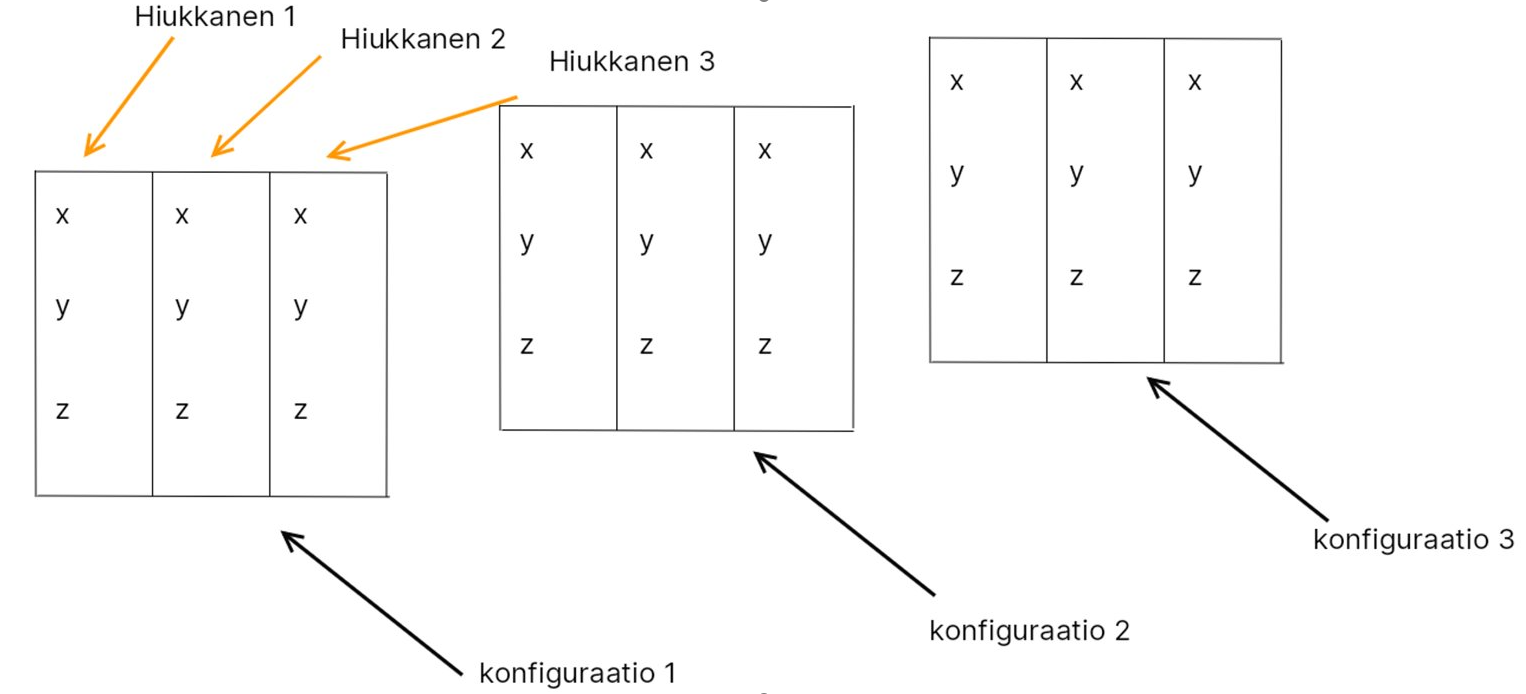 Hiukkanen 1
Hiukkanen 2
Hiukkanen 3
x x x
y y y
z z z
x x x
y y y
z z z
x x x
y y y
z z z
konfiguraatio 1
konfiguraatio 2
konfiguraatio 3